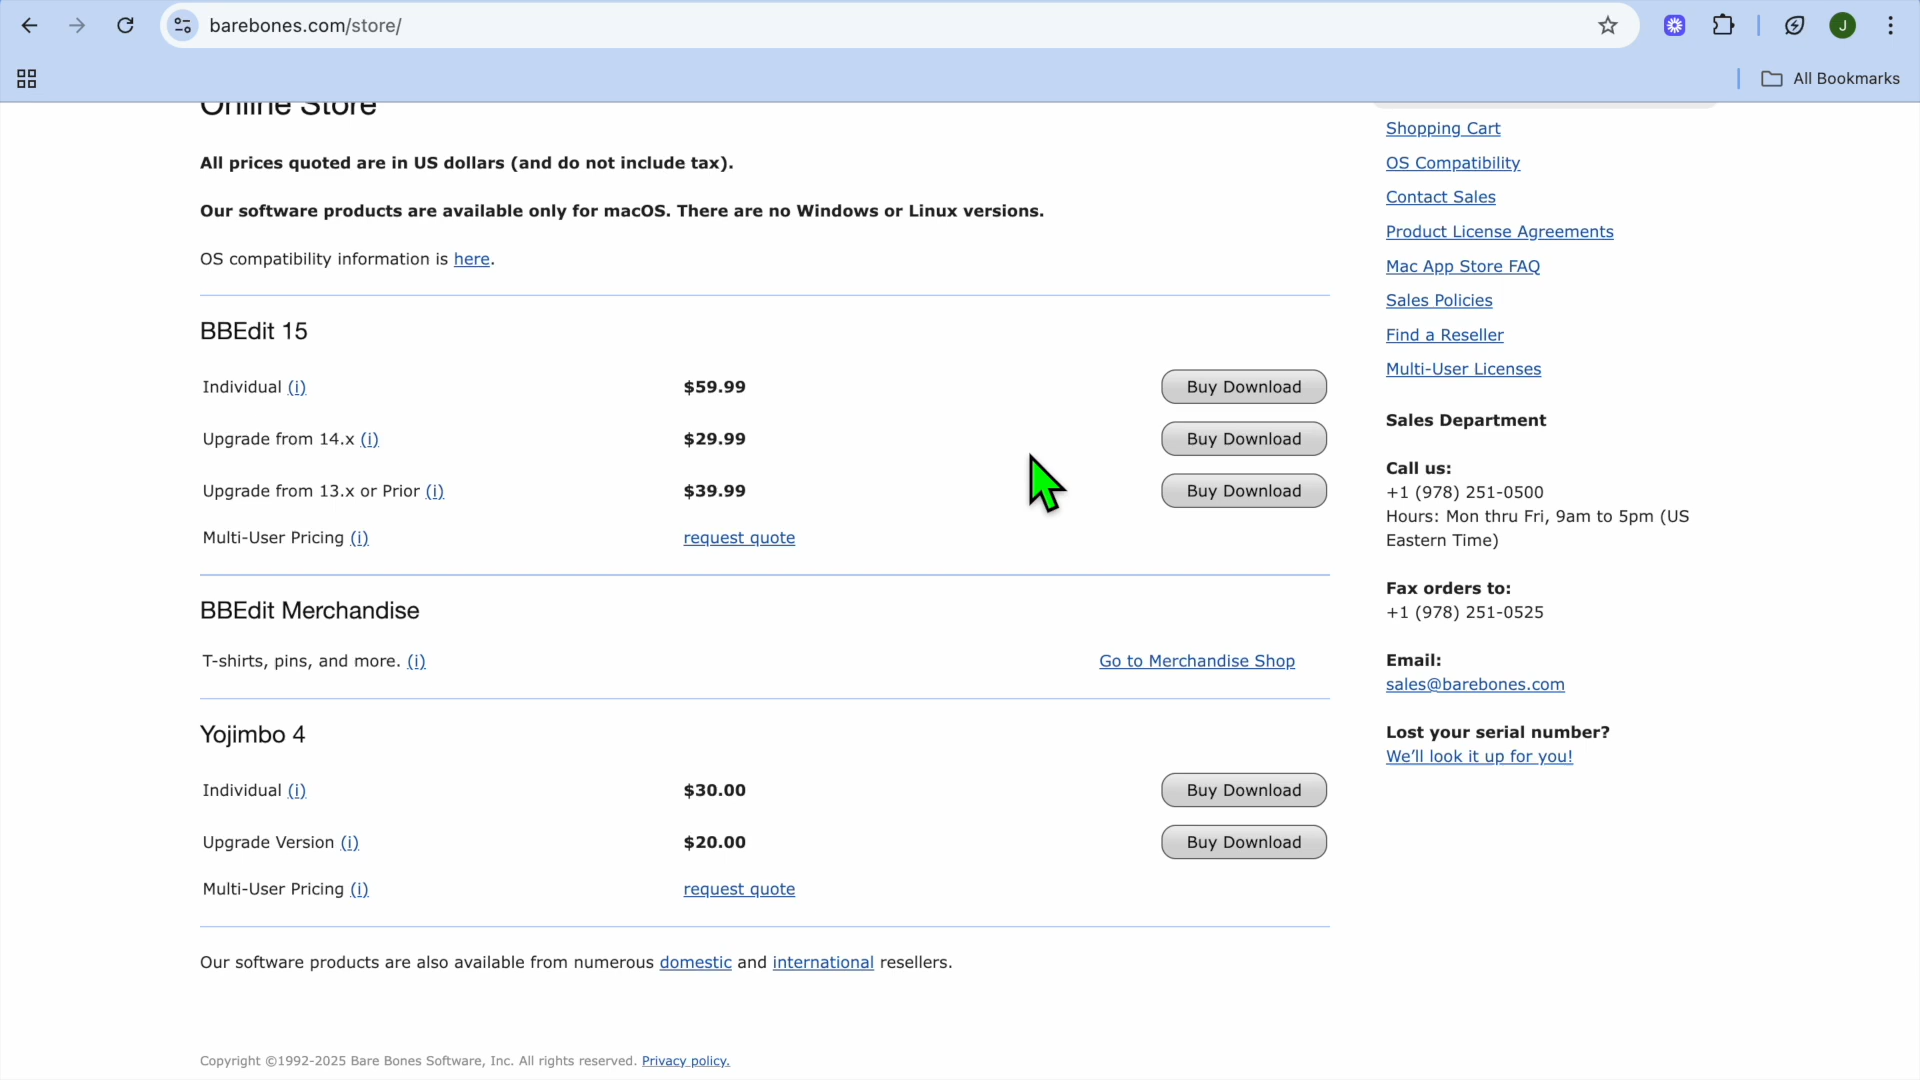 barebones.com/store/
J
All Bookmarks
Online Store
All prices quoted are in US dollars (and do not include tax).
Our software products are available only for macOS. There are no Windows or Linux versions.
OS compatibility information is here.
BBEdit 15
Individual (i) $59.99 Buy Download
Upgrade from 14.x (i) $29.99 Buy Download
Upgrade from 13.x or Prior (i) $39.99 Buy Download
Multi-User Pricing (i) request quote
BBEdit Merchandise
T-shirts, pins, and more. (i) Go to Merchandise Shop
Yojimbo 4
Individual (i) $30.00 Buy Download
Upgrade Version (i) $20.00 Buy Download
Multi-User Pricing (i) request quote
Our software products are also available from numerous domestic and international resellers.
Copyright ©1992-2025 Bare Bones Software, Inc. All rights reserved. Privacy policy.
Shopping Cart
OS Compatibility
Contact Sales
Product License Agreements
Mac App Store FAQ
Sales Policies
Find a Reseller
Multi-User Licenses
Sales Department
Call us:
+1 (978) 251-0500
Hours: Mon thru Fri, 9am to 5pm (US
Eastern Time)
Fax orders to:
+1 (978) 251-0525
Email:
sales@barebones.com
Lost your serial number?
We’ll look it up for you!